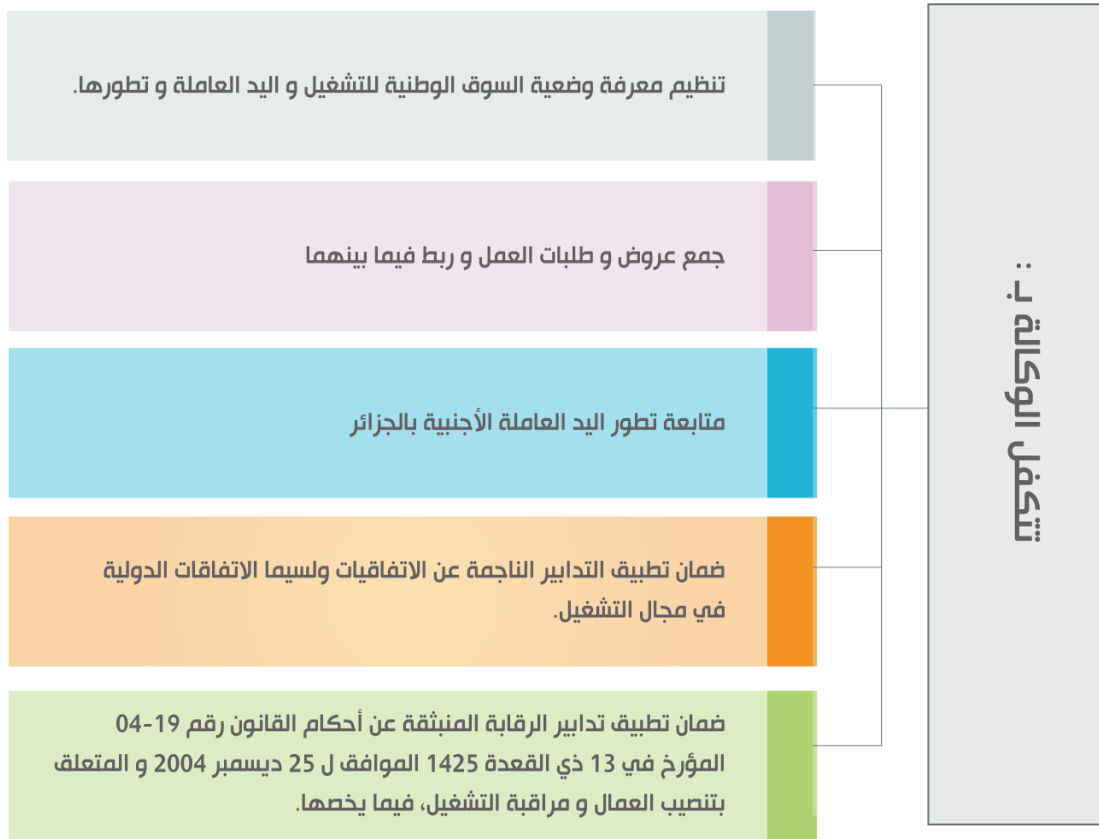 تتكفل الوكالة بـ :
تنظيم معرفة وضعية السوق الوطنية للتشغيل و اليد العاملة و تطورها.
جمع عروض و طلبات العمل و ربط فيما بينهما
متابعة تطور اليد العاملة الأجنبية بالجزائر
ضمان تطبيق التدابير الناجمة عن الاتفاقيات ولسيما الاتفاقات الدولية
في مجال التشغيل.
ضمان تطبيق تدابير الرقابة المنبثقة عن أحكام القانون رقم 19-04
المؤرخ في 13 ذي القعدة 1425 الموافق ل 25 ديسمبر 2004 و المتعلق
بتنصيب العمال و مراقبة التشغيل، فيما يخصها.